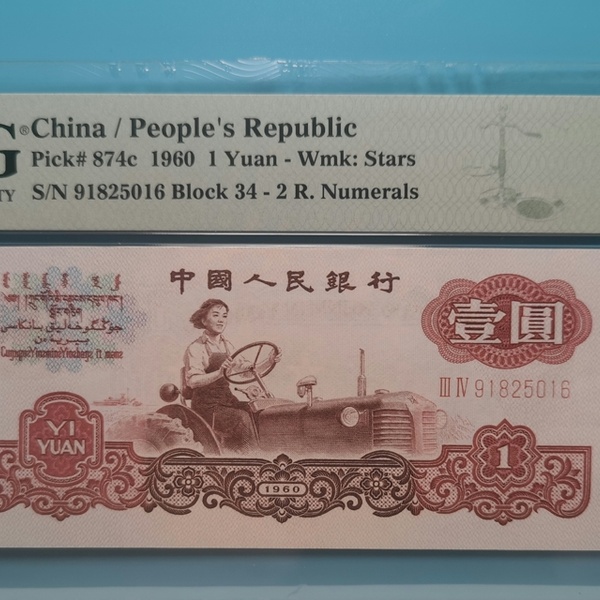 G® China / People's Republic
Pick# 874c 1960 1 Yuan - Wmk: Stars
TY S/N 91825016 Block 34 - 2 R. Numerals
中國人民銀行
壹圓
III IV 91825016
YI
YUAN
1960
1